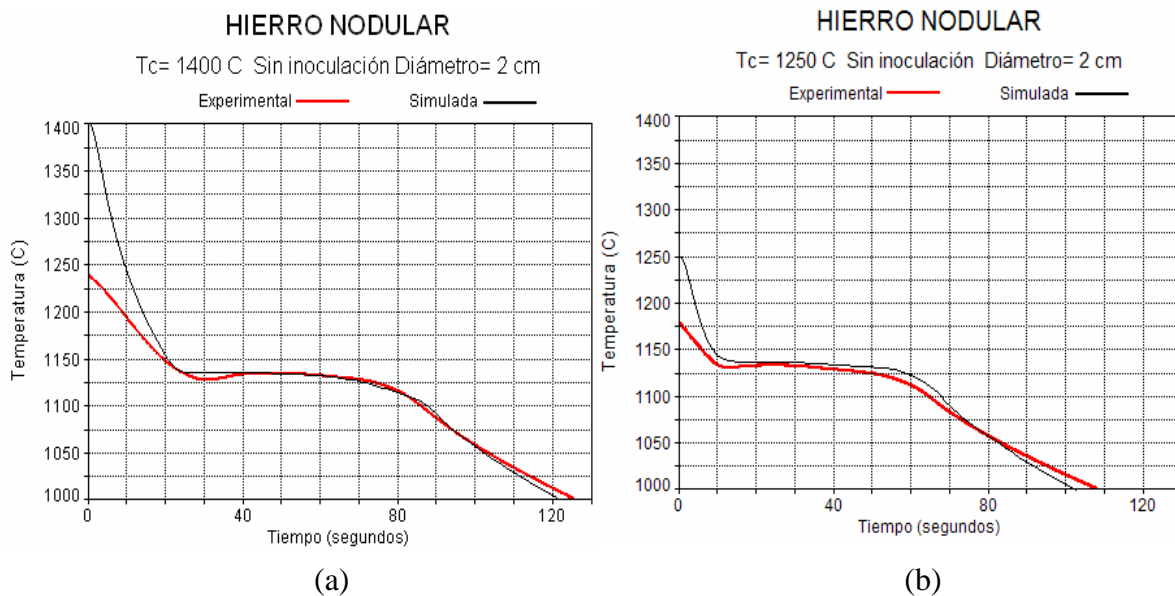 HIERRO NODULAR
Tc= 1400 C Sin inoculación Diámetro= 2 cm
Experimental
Simulada
1400
1350
1300
1250
1200
1150
1100
1050
1000
Temperatura (C)
0
40
80
120
Tiempo (segundos)
(a)
HIERRO NODULAR
Tc= 1250 C Sin inoculación Diámetro= 2 cm
Experimental
Simulada
1400
1350
1300
1250
1200
1150
1100
1050
1000
Temperatura (C)
0
40
80
120
Tiempo (segundos)
(b)